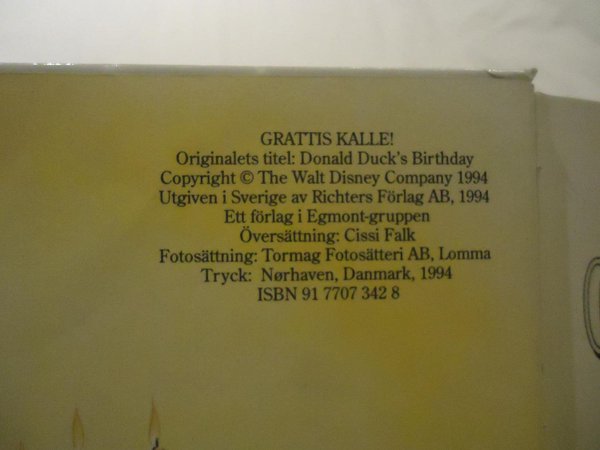 GRATTIS KALLE!
Originalets titel: Donald Duck's Birthday
Copyright © The Walt Disney Company 1994
Utgiven i Sverige av Richters Förlag AB, 1994
Ett förlag i Egmont-gruppen
Översättning: Cissi Falk
Fotosättning: Tormag Fotosätteri AB, Lomma
Tryck: Nørhaven, Danmark, 1994
ISBN 91 7707 342 8